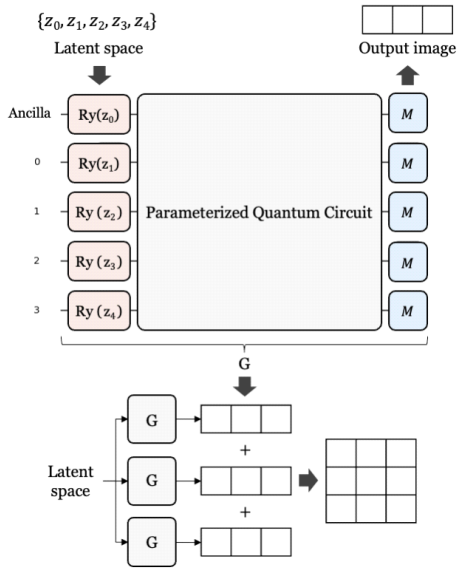 {z₀, z₁, z₂, z₃, z₄}
Latent space
Output image
Ancilla
Ry(z₀)
M
0
Ry(z₁)
M
1
Ry (z₂)
Parameterized Quantum Circuit
M
2
Ry (z₃)
M
3
Ry (z₄)
M
G
G
+
Latent
space
G
+
G